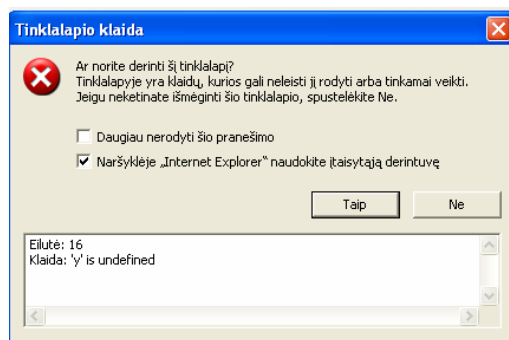 Tinklalapio klaida
Ar norite derinti šį tinklalapį?
Tinklalapyje yra klaidų, kurios gali neleisti jį rodyti arba tinkamai veikti.
Jeigu neketinate išmėginti šio tinklalapio, spustelėkite Ne.
Daugiau nerodyti šio pranešimo
Naršyklėje „Internet Explorer“ naudokite įtaisytąją derintuvę
Taip Ne
Eilutė: 16
Klaida: 'y' is undefined